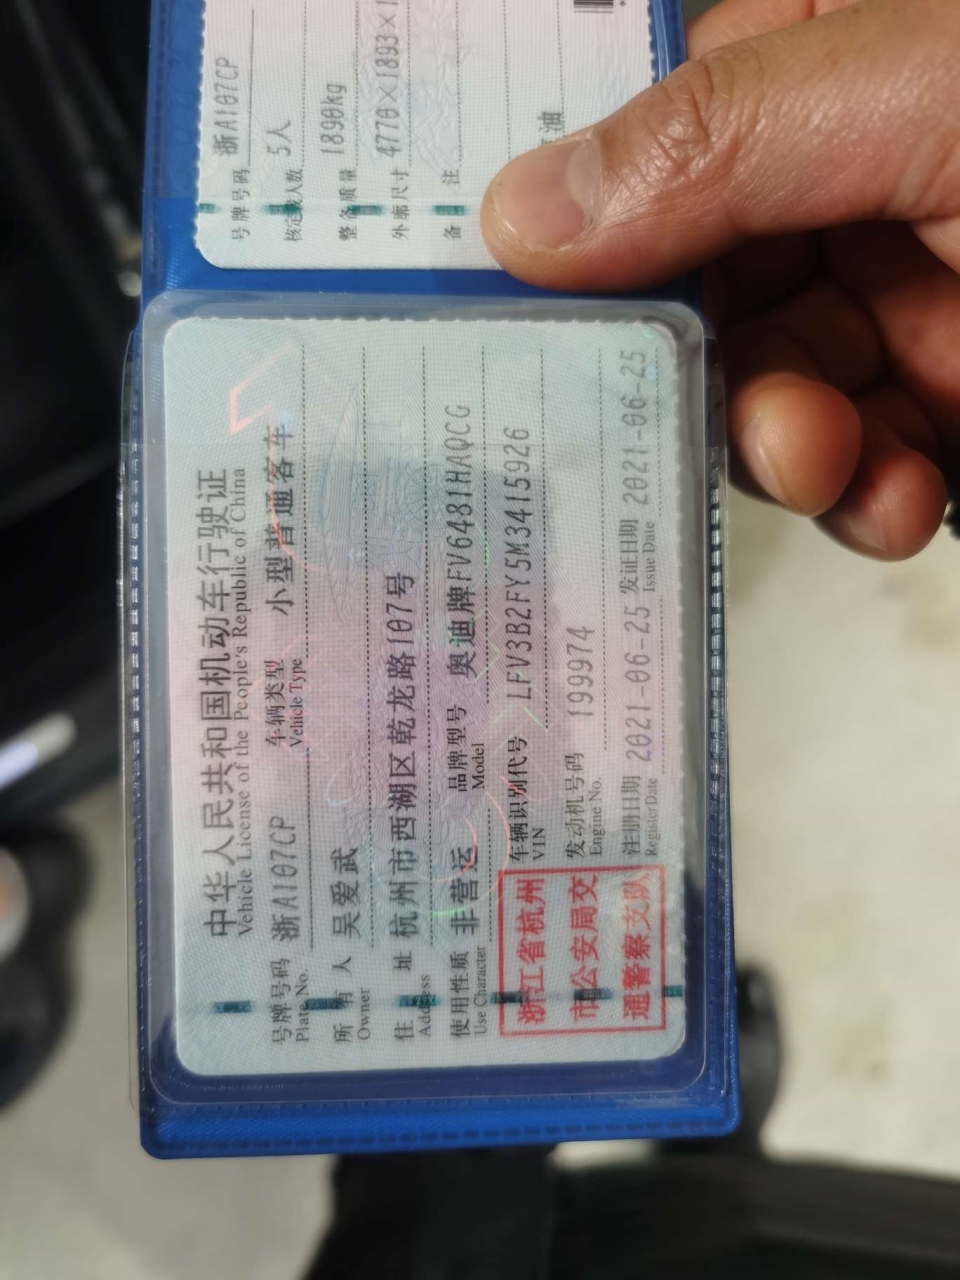 中华人民共和国机动车行驶证
Vehicle License of the People's Republic of China
号牌号码 浙A107CP 车辆类型 小型普通客车
Plate No. Vehicle Type
所有人 吴爱武
Owner
住址 杭州市西湖区乾龙路107号
Address
使用性质 非营运 品牌型号 奥迪牌FV6481HAQCG
Use Character Model
浙江省杭州
市公安局交
通警察支队
车辆识别代号 LFV3B2FY5M3415926
VIN
发动机号码 199974
Engine No.
注册日期 2021-06-25 发证日期 2021-06-25
Register Date Issue Date
号牌号码 浙A107CP
核定载人数 5人
整备质量 1890kg
外廓尺寸 4770×1893×1
备注
油